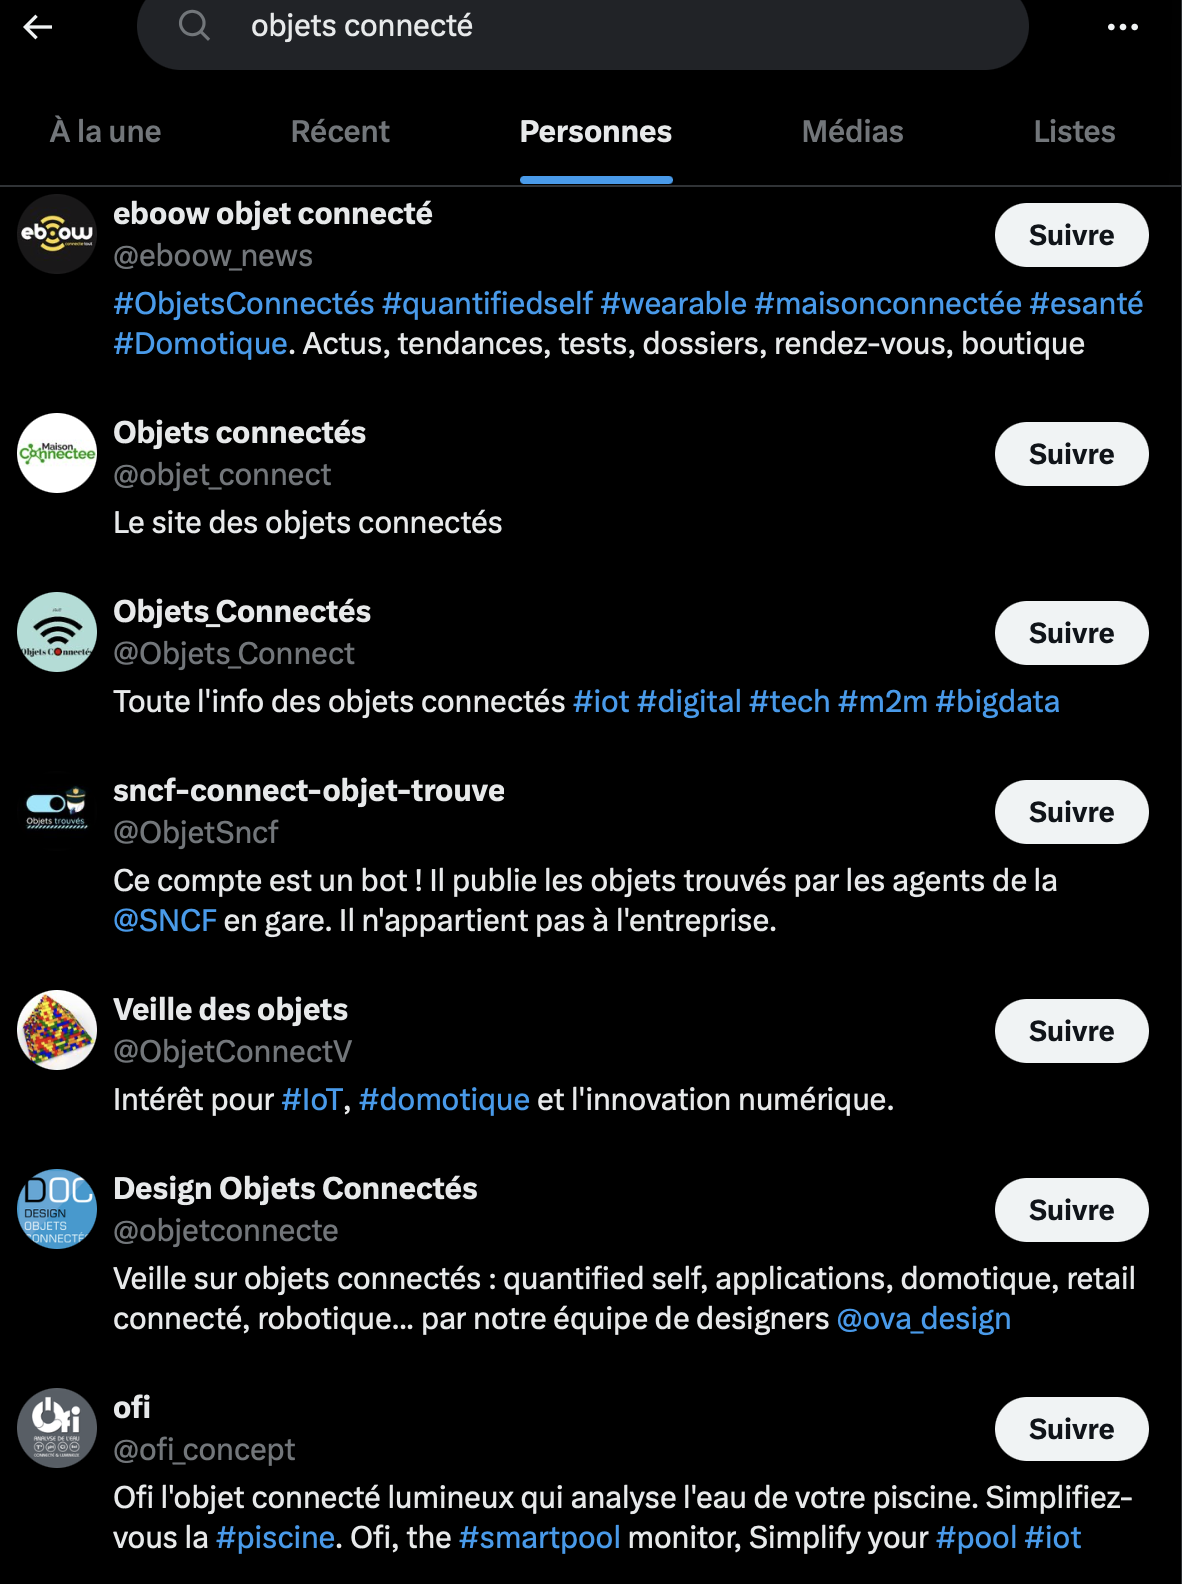 objets connecté
À la une Récent Personnes Médias Listes
eboow
eboow objet connecté
@eboow_news
Suivre
#ObjetsConnectés #quantifiedself #wearable #maisonconnectée #esanté
#Domotique. Actus, tendances, tests, dossiers, rendez-vous, boutique
Maison
Connectee
Objets connectés
@objet_connect
Suivre
Le site des objets connectés
Objets Connectés
Objets_Connectés
@Objets_Connect
Suivre
Toute l'info des objets connectés #iot #digital #tech #m2m #bigdata
Objets trouvés
sncf-connect-objet-trouve
@ObjetSncf
Suivre
Ce compte est un bot ! Il publie les objets trouvés par les agents de la
@SNCF en gare. Il n'appartient pas à l'entreprise.
Veille des objets
@ObjetConnectV
Suivre
Intérêt pour #IoT, #domotique et l'innovation numérique.
DOC
DESIGN
OBJETS
CONNECTÉ
Design Objets Connectés
@objetconnecte
Suivre
Veille sur objets connectés : quantified self, applications, domotique, retail
connecté, robotique... par notre équipe de designers @ova_design
Ofi
ANALYSE DE L'EAU
ofi
@ofi_concept
Suivre
Ofi l'objet connecté lumineux qui analyse l'eau de votre piscine. Simplifiez-
vous la #piscine. Ofi, the #smartpool monitor, Simplify your #pool #iot